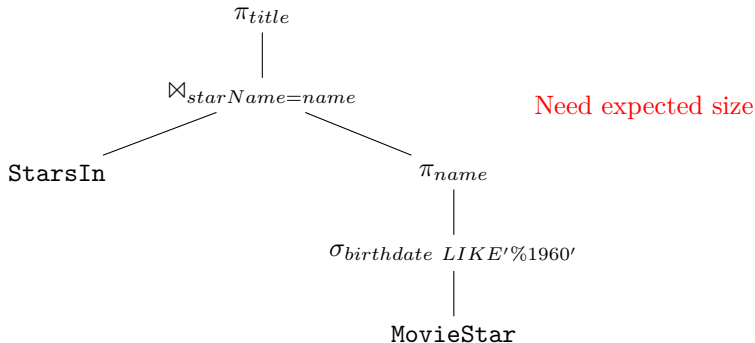 π_title
⋈_starName=name
Need expected size
StarsIn
π_name
σ_birthdate LIKE'%1960'
MovieStar